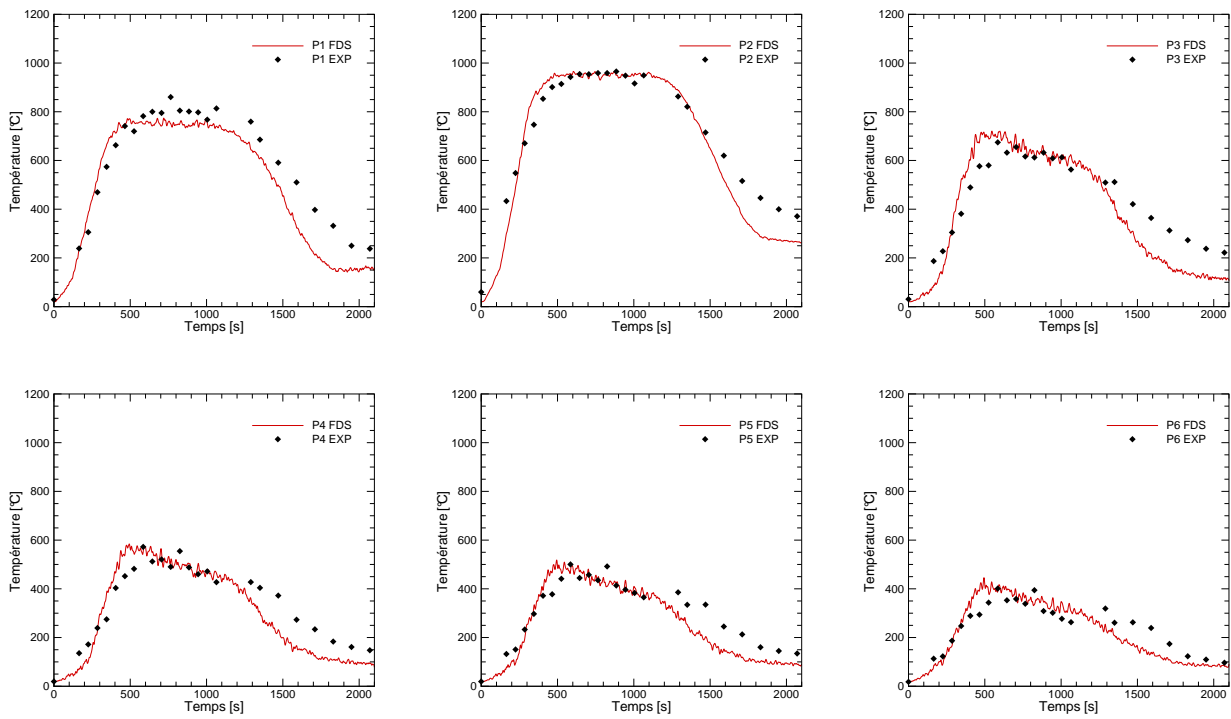 1200
1000
800
600
400
200
0
Température [°C]
0 500 1000 1500 2000
Temps [s]
P1 FDS
P1 EXP
1200
1000
800
600
400
200
0
Température [°C]
0 500 1000 1500 2000
Temps [s]
P2 FDS
P2 EXP
1200
1000
800
600
400
200
0
Température [°C]
0 500 1000 1500 2000
Temps [s]
P3 FDS
P3 EXP
1200
1000
800
600
400
200
0
Température [°C]
0 500 1000 1500 2000
Temps [s]
P4 FDS
P4 EXP
1200
1000
800
600
400
200
0
Température [°C]
0 500 1000 1500 2000
Temps [s]
P5 FDS
P5 EXP
1200
1000
800
600
400
200
0
Température [°C]
0 500 1000 1500 2000
Temps [s]
P6 FDS
P6 EXP